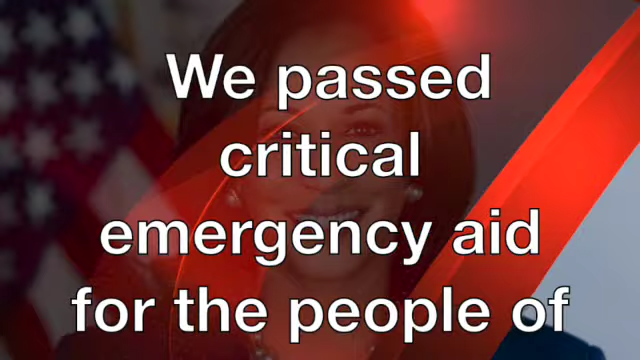 We passed
critical
emergency aid
for the people of